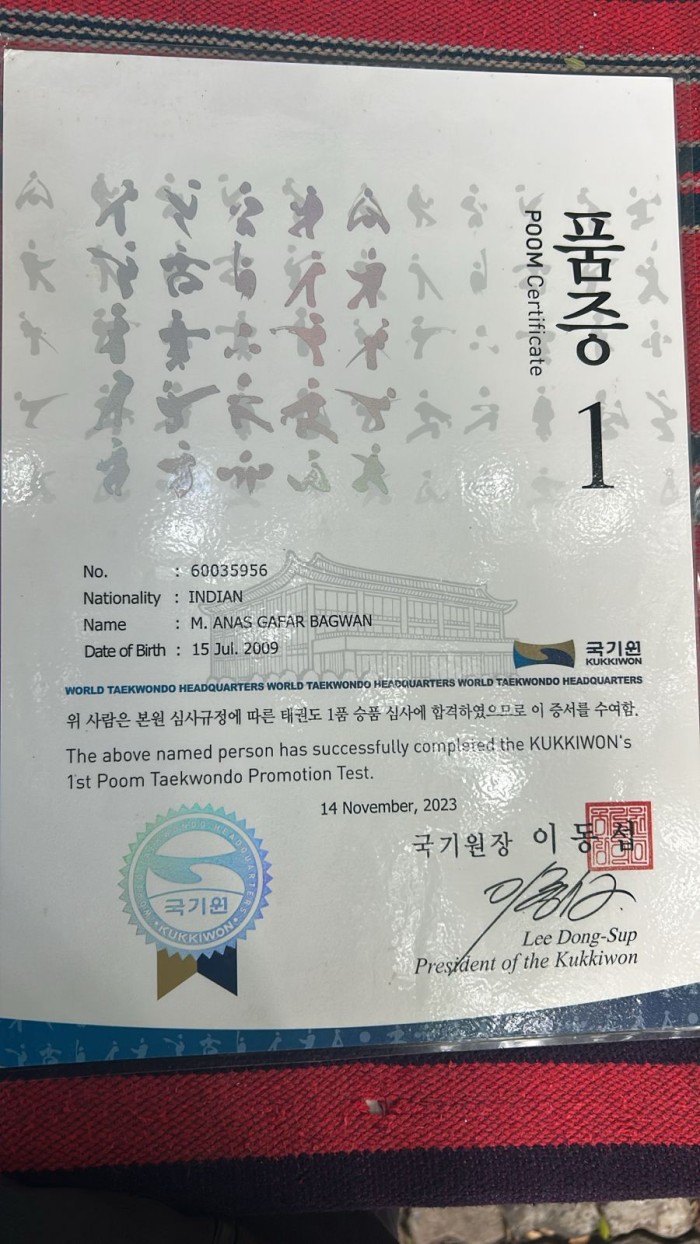 품증 1
POOM Certificate
No. : 60035956
Nationality : INDIAN
Name : M. ANAS GAFAR BAGWAN
Date of Birth : 15 Jul. 2009
국기원
KUKKIWON
WORLD TAEKWONDO HEADQUARTERS WORLD TAEKWONDO HEADQUARTERS WORLD TAEKWONDO HEADQUARTERS
위 사람은 본원 심사규정에 따른 태권도 1품 승품 심사에 합격하였으므로 이 증서를 수여함.
The above named person has successfully completed the KUKKIWON's
1st Poom Taekwondo Promotion Test.
14 November, 2023
국기원장 이동섭
WORLD TAEKWONDO HEADQUARTERS
국기원
KUKKIWON
Lee Dong-Sup
President of the Kukkiwon